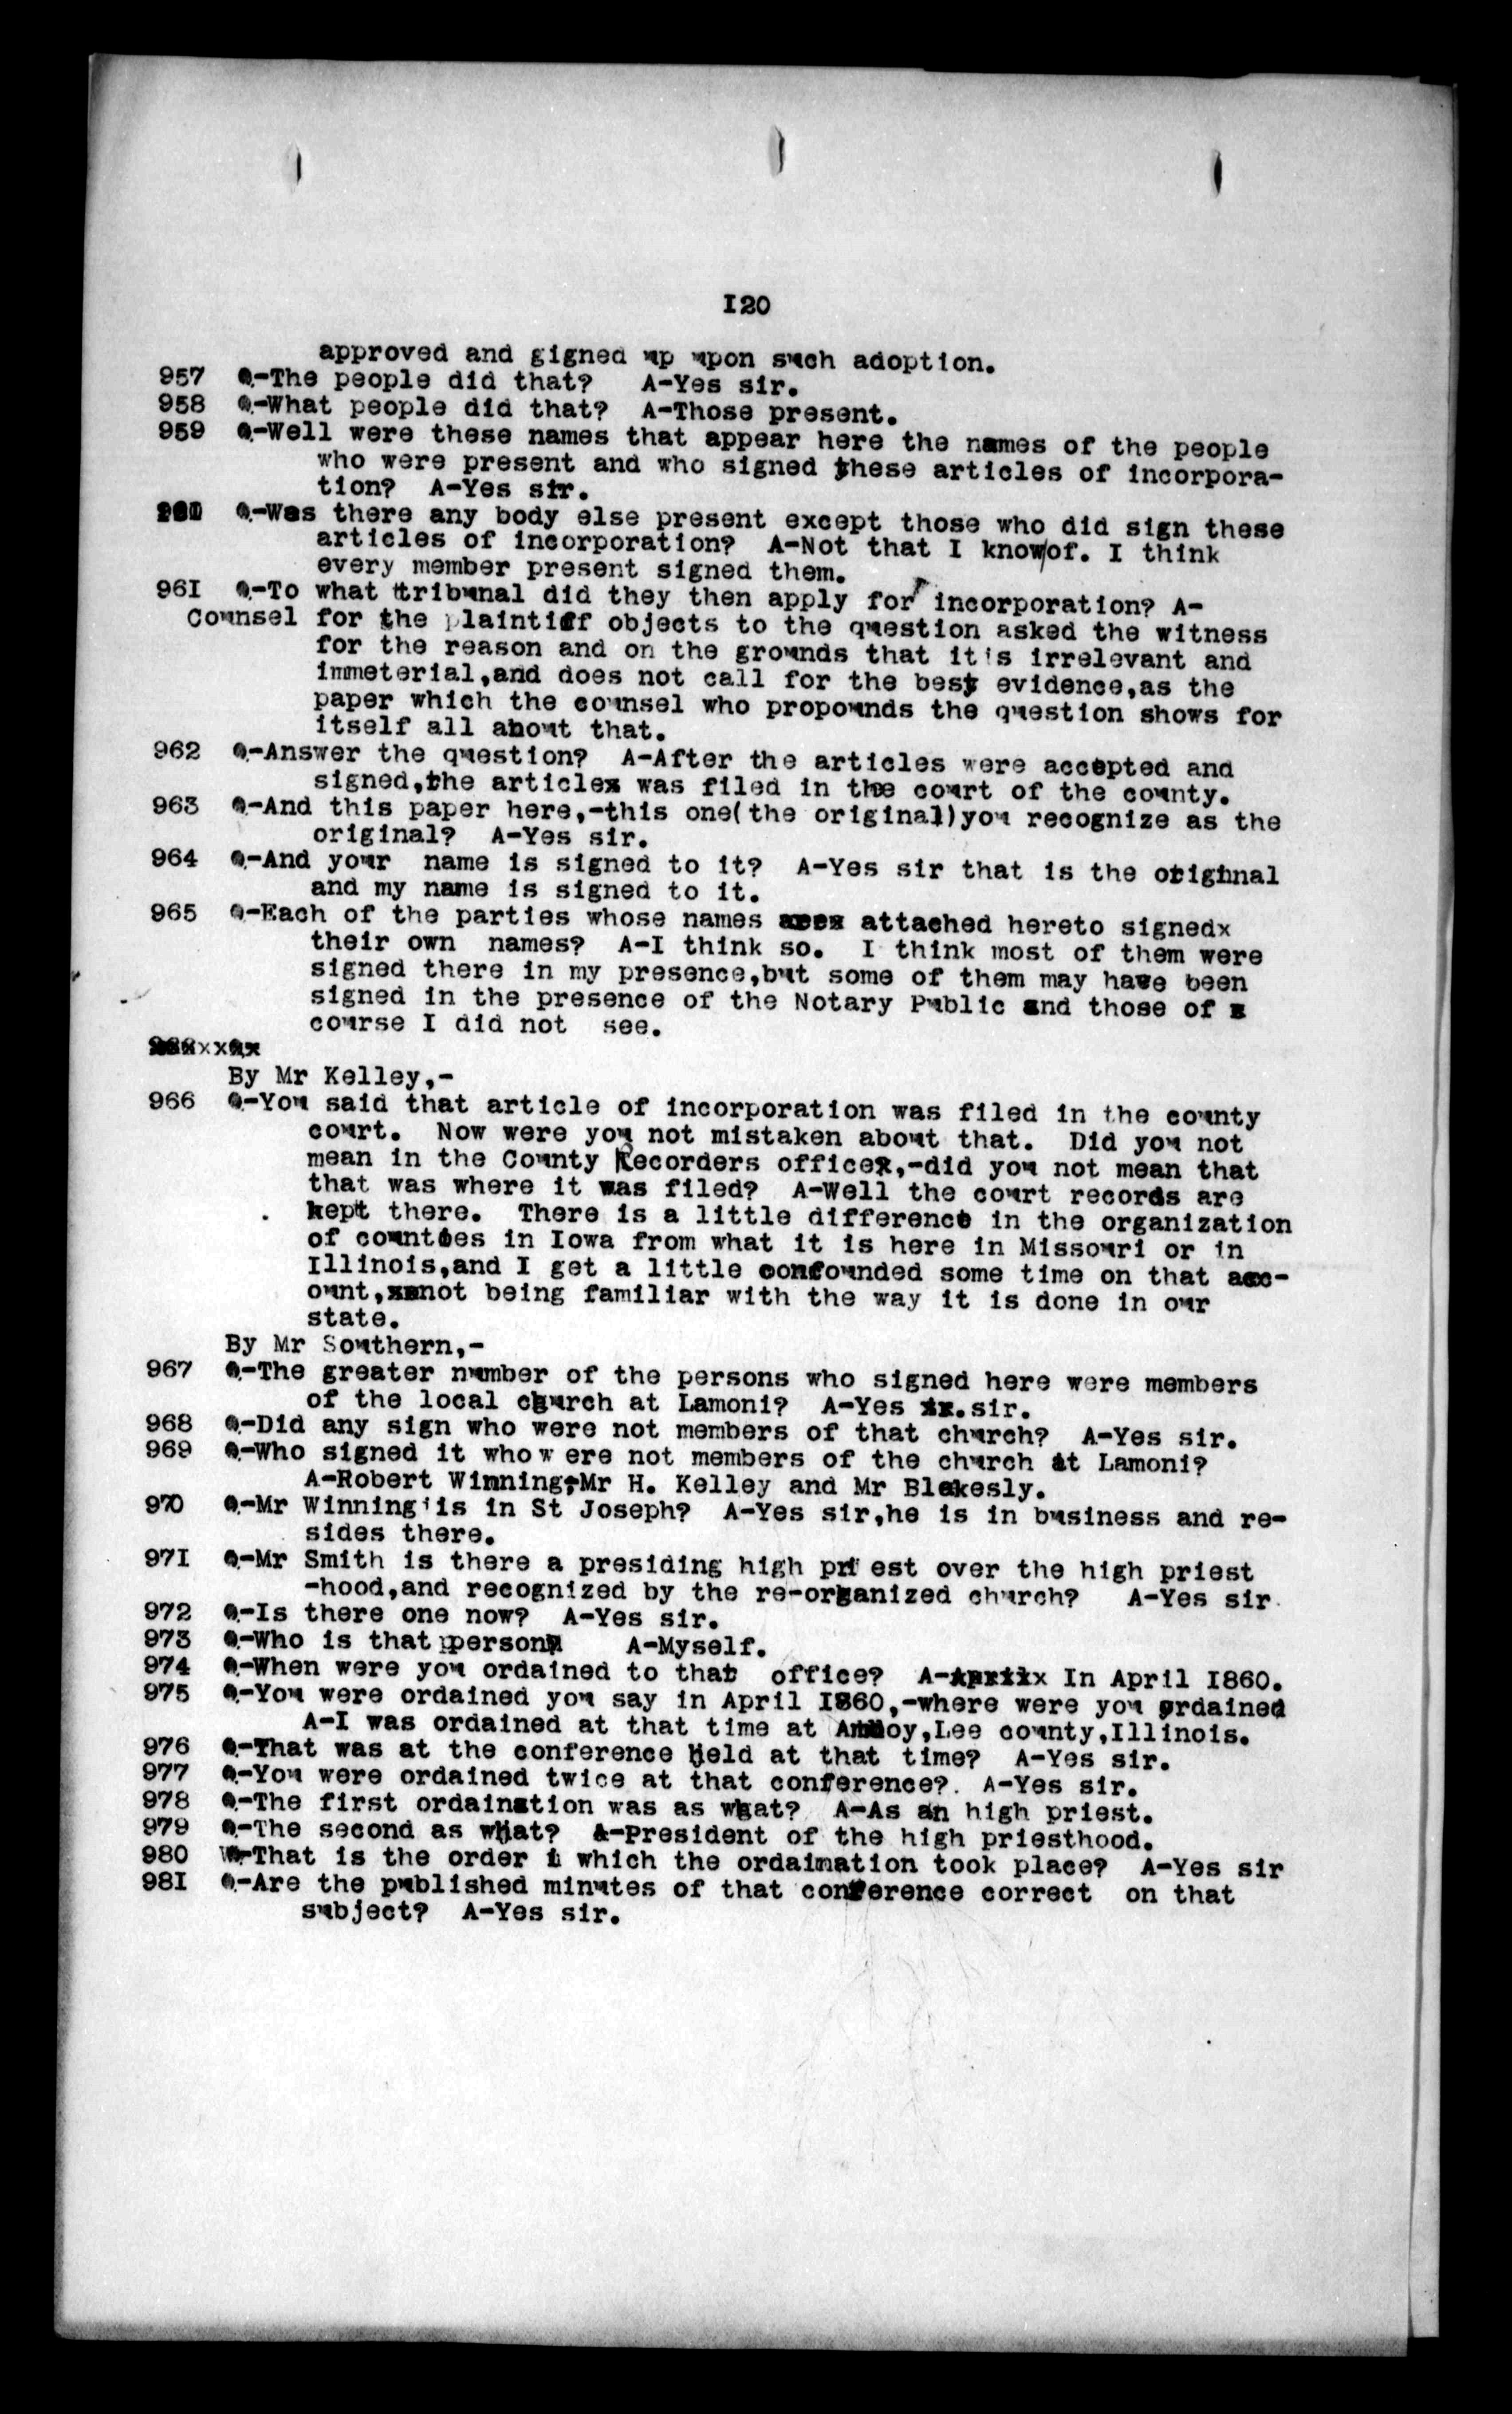 I20
approved and gigned up upon such adoption.
957 Q-The people did that? A-Yes sir.
958 Q-What people did that? A-Those present.
959 Q-Well were these names that appear here the names of the people
who were present and who signed these articles of incorpora-
tion? A-Yes sir.
Q-Was there any body else present except those who did sign these
articles of incorporation? A-Not that I know/of. I think
every member present signed them.
96I Q-To what tribunal did they then apply for incorporation? A-
Counsel for the plaintiff objects to the question asked the witness
for the reason and on the grounds that it's irrelevant and
immeterial,and does not call for the best evidence,as the
paper which the counsel who propounds the question shows for
itself all about that.
962 Q-Answer the question? A-After the articles were accepted and
signed,the articlex was filed in the court of the county.
963 Q-And this paper here,-this one(the original)you recognize as the
original? A-Yes sir.
964 Q-And your name is signed to it? A-Yes sir that is the original
and my name is signed to it.
965 Q-Each of the parties whose names attached hereto signedx
their own names? A-I think so. I think most of them were
signed there in my presence,but some of them may have been
signed in the presence of the Notary Public and those of x
course I did not see.
By Mr Kelley,-
966 Q-You said that article of incorporation was filed in the county
court. Now were you not mistaken about that. Did you not
mean in the County Recorders officex,-did you not mean that
that was where it was filed? A-Well the court records are
kept there. There is a little difference in the organization
of counties in Iowa from what it is here in Missouri or in
Illinois,and I get a little confounded some time on that acc-
ount,xxnot being familiar with the way it is done in our
state.
By Mr Southern,-
967 Q-The greater number of the persons who signed here were members
of the local church at Lamoni? A-Yes xx.sir.
968 Q-Did any sign who were not members of that church? A-Yes sir.
969 Q-Who signed it whow ere not members of the church at Lamoni?
A-Robert Winning,Mr H. Kelley and Mr Blakesly.
970 Q-Mr Winning'is in St Joseph? A-Yes sir,he is in business and re-
sides there.
97I Q-Mr Smith is there a presiding high pri est over the high priest
-hood,and recognized by the re-organized church? A-Yes sir.
972 Q-Is there one now? A-Yes sir.
973 Q-Who is that person? A-Myself.
974 Q-When were you ordained to that office? A-Aprilx In April I860.
975 Q-You were ordained you say in April I860,-where were you ordained
A-I was ordained at that time at Amboy,Lee county,Illinois.
976 Q-That was at the conference held at that time? A-Yes sir.
977 Q-You were ordained twice at that conference?. A-Yes sir.
978 Q-The first ordaination was as what? A-As an high priest.
979 Q-The second as what? A-President of the high priesthood.
980 Q-That is the order i which the ordaination took place? A-Yes sir
98I Q-Are the published minutes of that conference correct on that
subject? A-Yes sir.